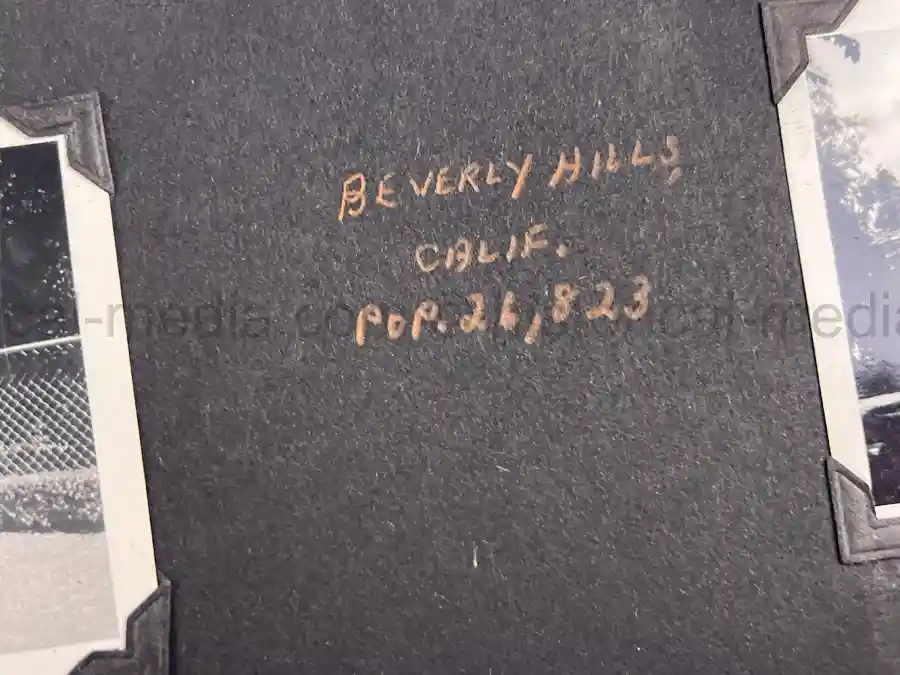 BEVERLY HILLS,
CALIF.
POP. 26,823